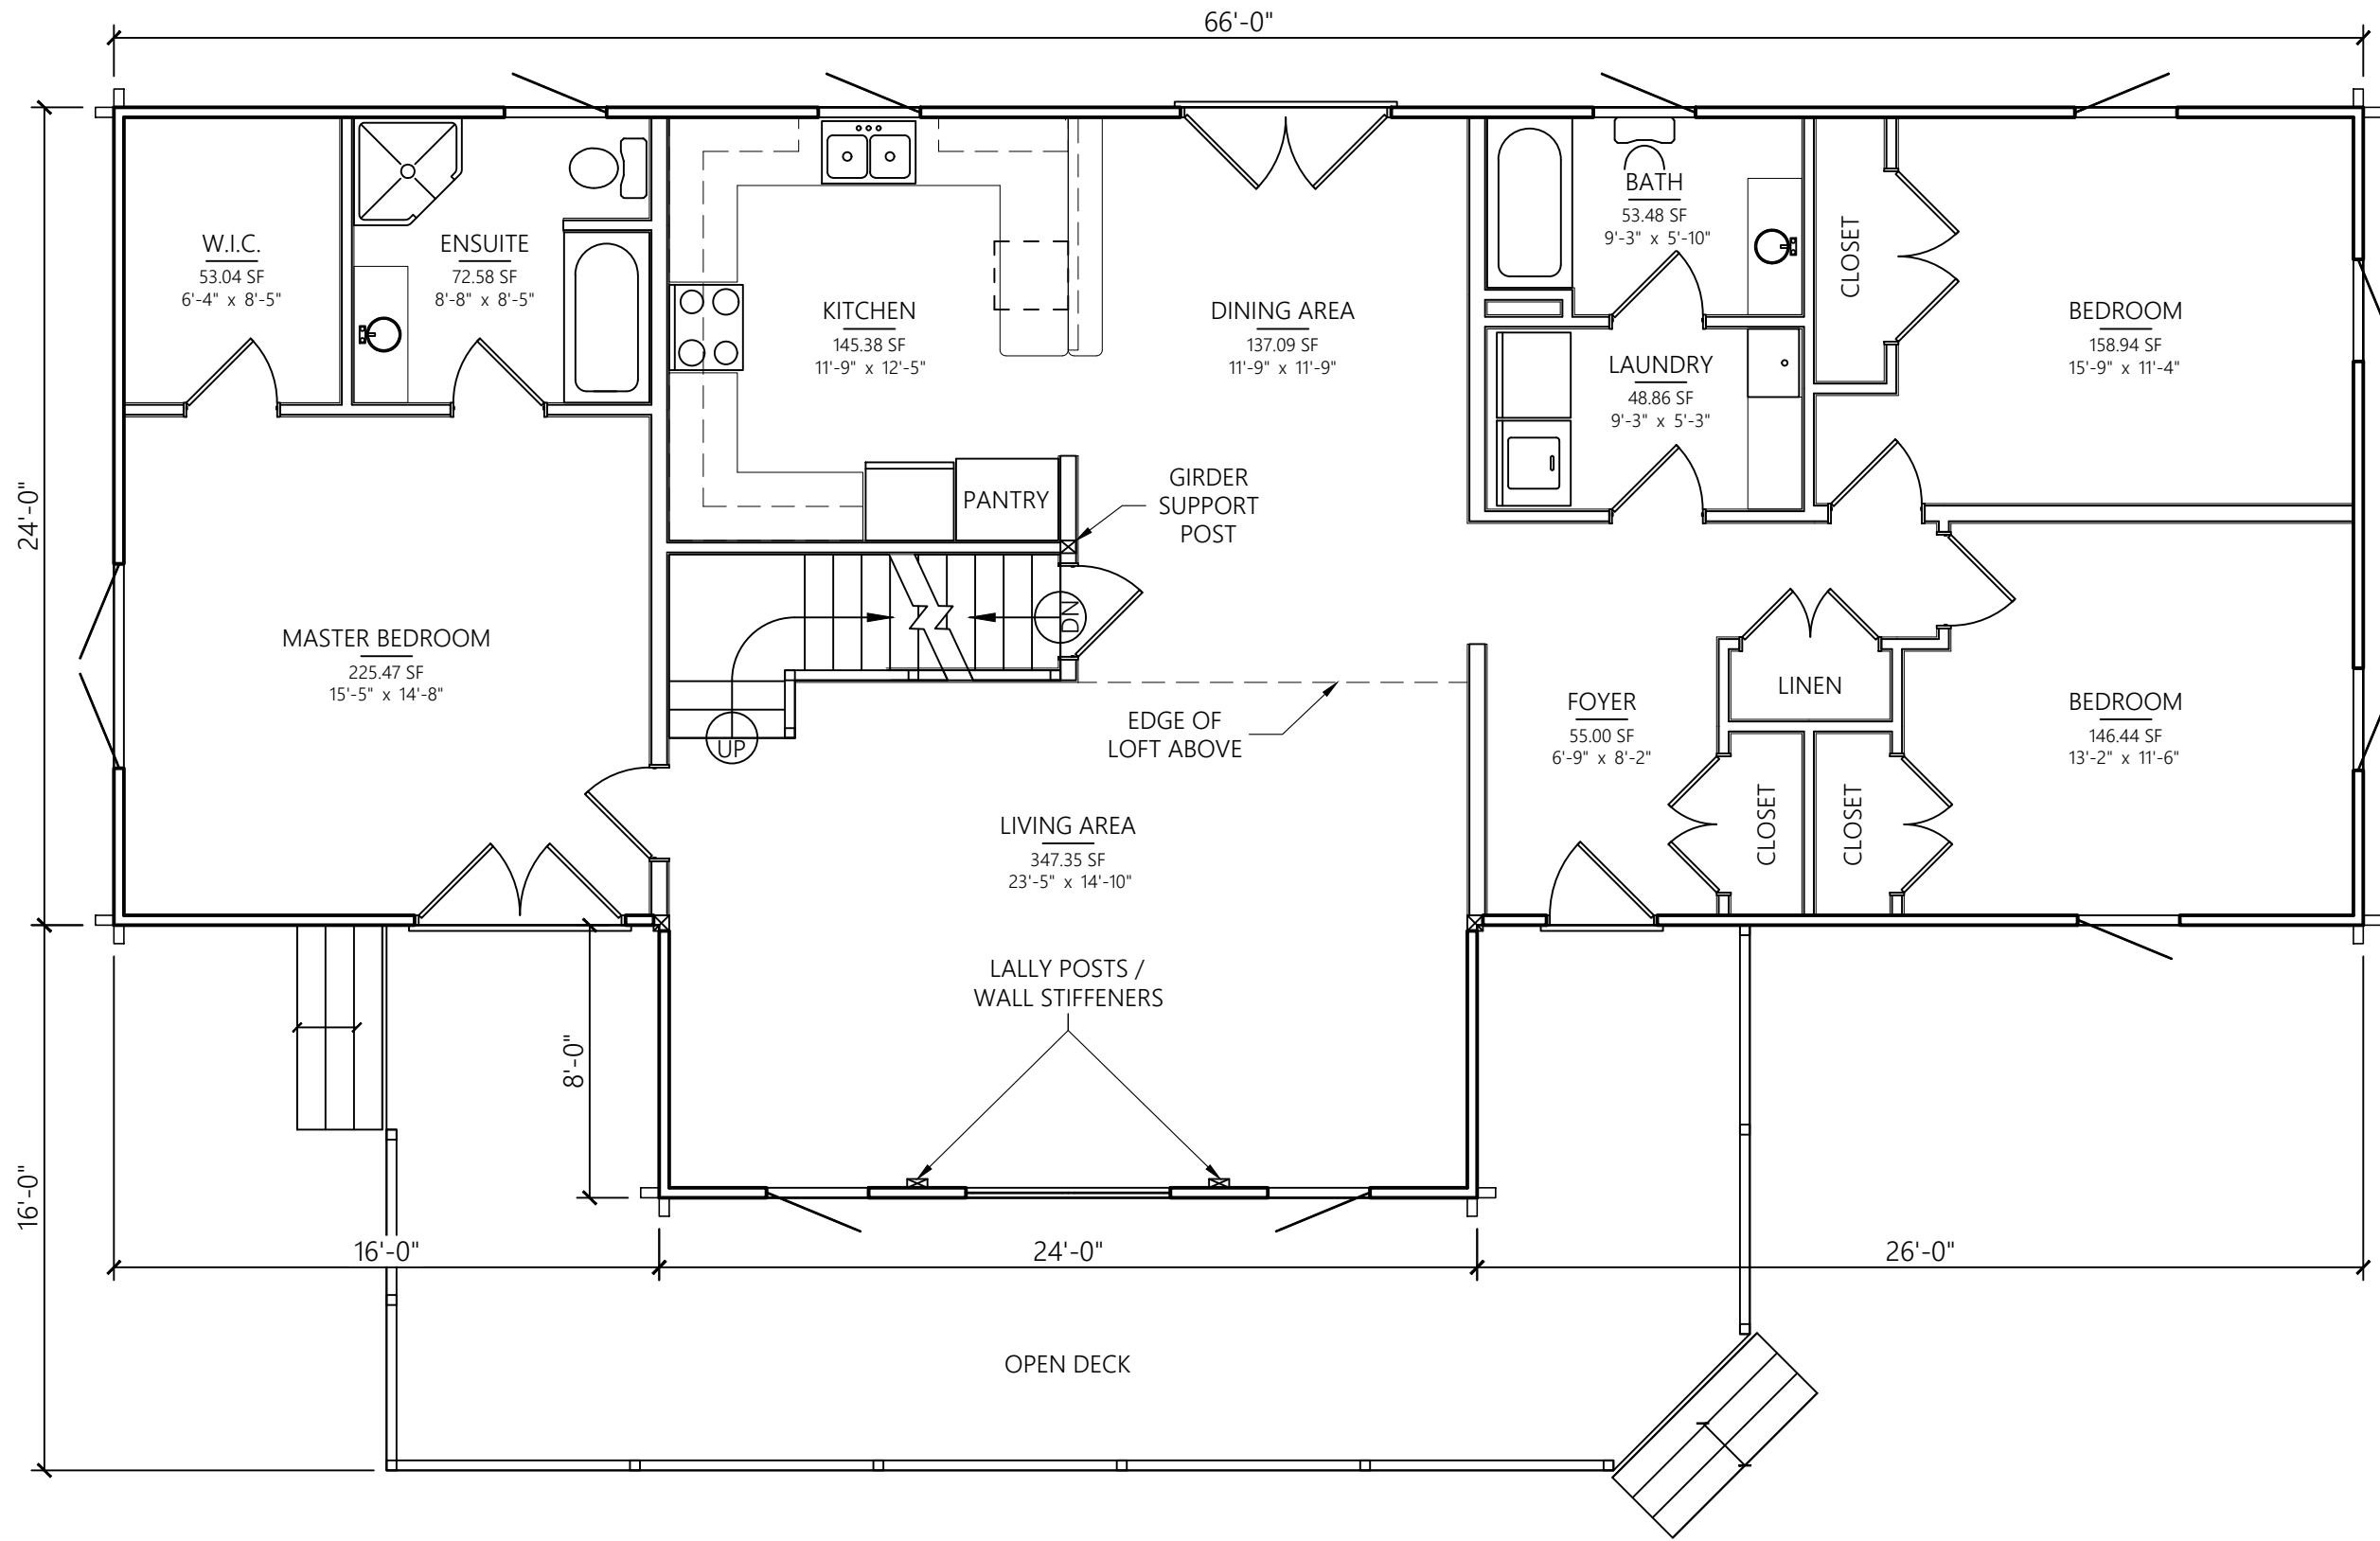 66'-0"
24'-0"
W.I.C.
53.04 SF
6'-4" x 8'-5"
ENSUITE
72.58 SF
8'-8" x 8'-5"
KITCHEN
145.38 SF
11'-9" x 12'-5"
DINING AREA
137.09 SF
11'-9" x 11'-9"
BATH
53.48 SF
9'-3" x 5'-10"
CLOSET
BEDROOM
158.94 SF
15'-9" x 11'-4"
LAUNDRY
48.86 SF
9'-3" x 5'-3"
PANTRY
GIRDER
SUPPORT
POST
MASTER BEDROOM
225.47 SF
15'-5" x 14'-8"
DN
UP
EDGE OF
LOFT ABOVE
LINEN
FOYER
55.00 SF
6'-9" x 8'-2"
BEDROOM
146.44 SF
13'-2" x 11'-6"
CLOSET
CLOSET
LIVING AREA
347.35 SF
23'-5" x 14'-10"
LALLY POSTS /
WALL STIFFENERS
8'-0"
16'-0"
16'-0"
24'-0"
26'-0"
OPEN DECK